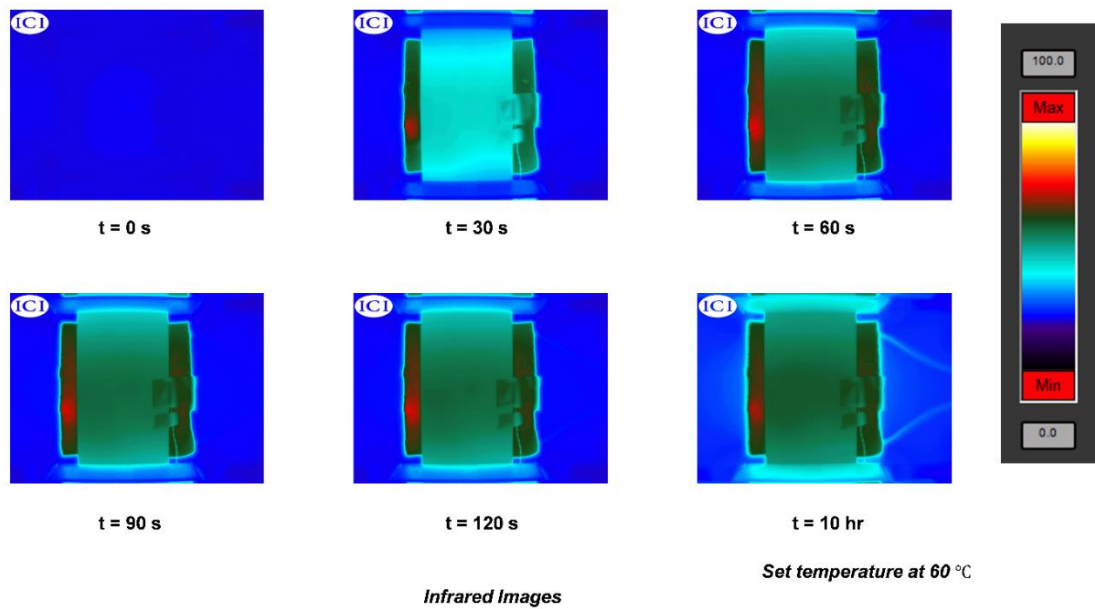 ICI
ICI
ICI
100.0
Max
t = 0 s
t = 30 s
t = 60 s
ICI
ICI
ICI
Min
0.0
t = 90 s
t = 120 s
t = 10 hr
Set temperature at 60 °C
Infrared Images